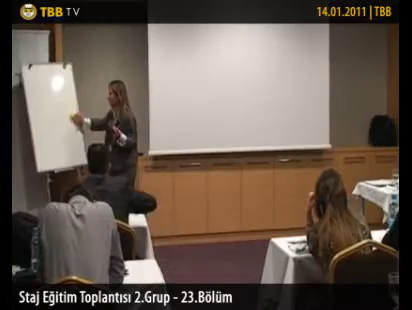 TBB TV
14.01.2011 | TBB
Staj Eğitim Toplantısı 2.Grup - 23.Bölüm